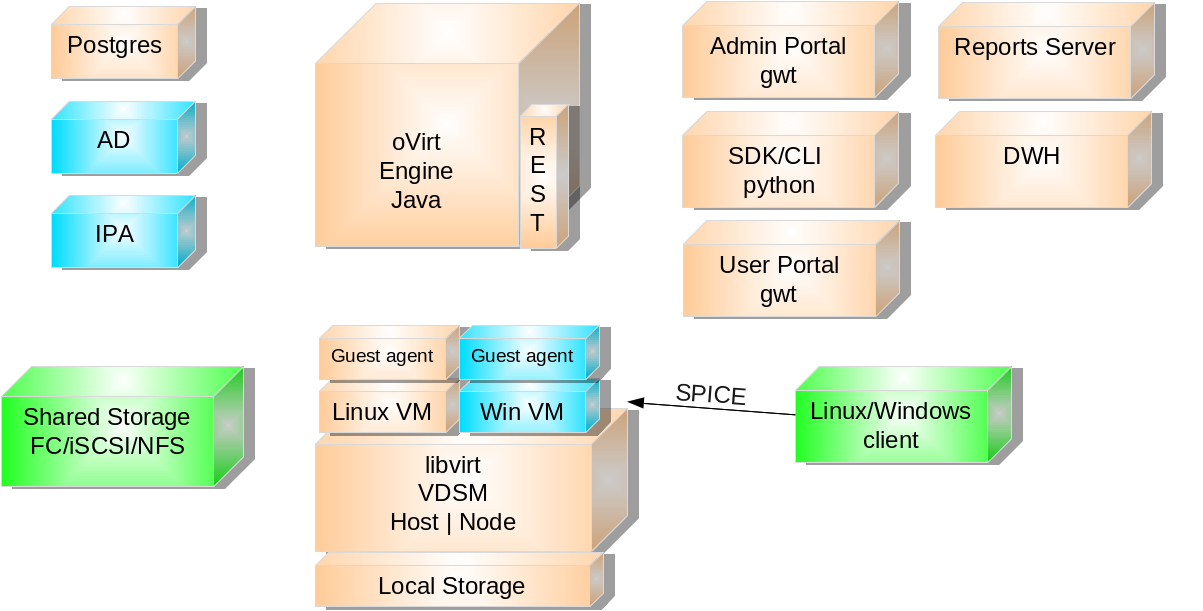 Postgres
AD
IPA
oVirt
Engine
Java
R
E
S
T
Admin Portal
gwt
Reports Server
SDK/CLI
python
DWH
User Portal
gwt
Guest agent
Guest agent
Linux VM
Win VM
SPICE
Shared Storage
FC/iSCSI/NFS
Linux/Windows
client
libvirt
VDSM
Host | Node
Local Storage